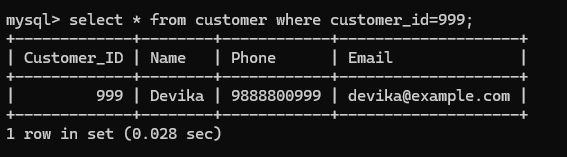 mysql> select * from customer where customer_id=999;
+-------------+--------+------------+--------------------+
| Customer_ID | Name   | Phone      | Email              |
+-------------+--------+------------+--------------------+
|         999 | Devika | 9888800999 | devika@example.com |
+-------------+--------+------------+--------------------+
1 row in set (0.028 sec)